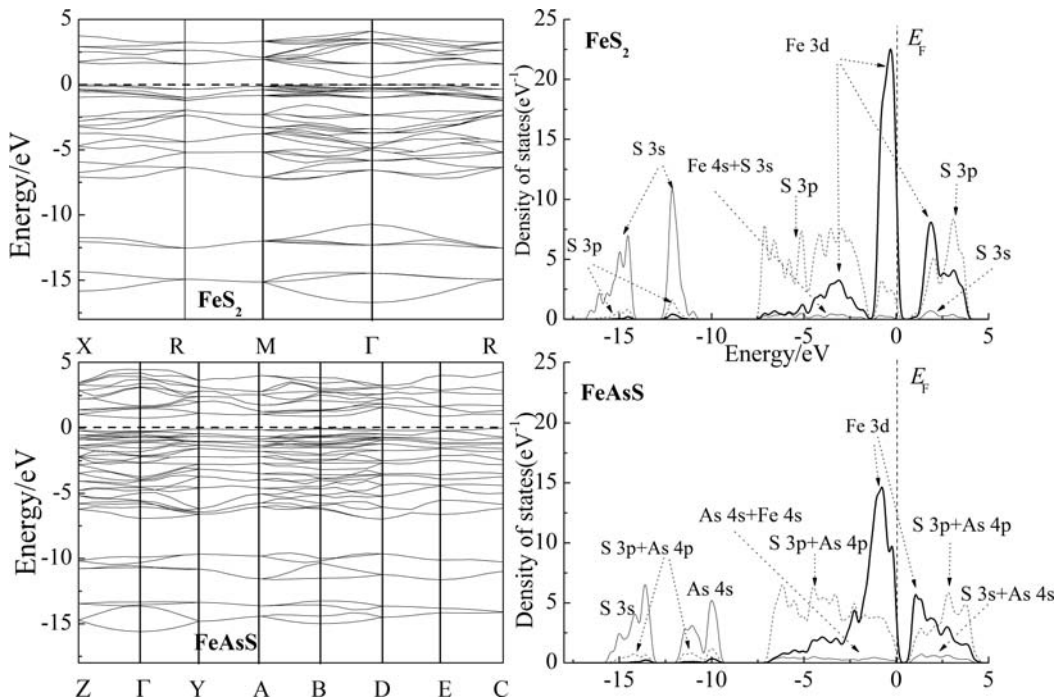 5
0
-5
-10
-15
Energy/eV
FeS2
X R M Γ R
25
20
15
10
5
0
Density of states(eV-1)
FeS2
Fe 3d
EF
S 3s
Fe 4s+S 3s
S 3p
S 3p
S 3p
S 3s
-15 -10 -5 0 5
Energy/eV
5
0
-5
-10
-15
Energy/eV
FeAsS
Z Γ Y A B D E C
25
20
15
10
5
0
Density of states(eV-1)
FeAsS
EF
Fe 3d
As 4s+Fe 4s
S 3p+As 4p
S 3p+As 4p
S 3p+As 4p
S 3s
As 4s
S 3s+As 4s
-15 -10 -5 0 5